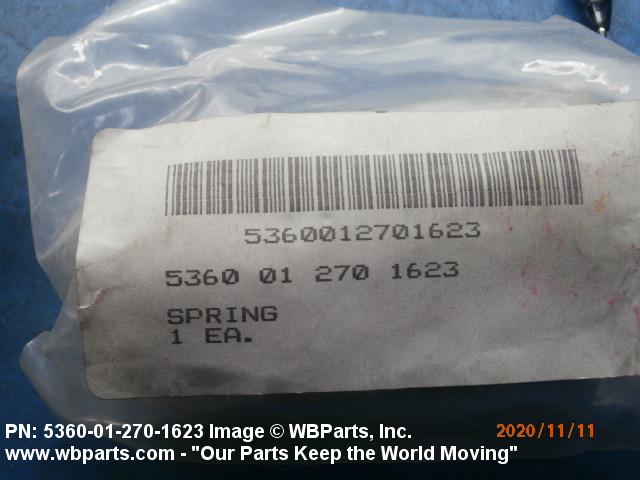 5360012701623
5360 01 270 1623
SPRING
1 EA.
PN: 5360-01-270-1623 Image © WBParts, Inc.
2020/11/11
www.wbparts.com - "Our Parts Keep the World Moving"